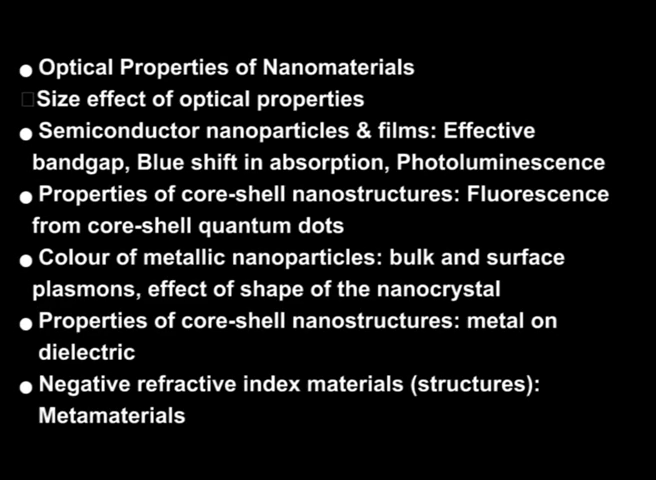 ● Optical Properties of Nanomaterials
□Size effect of optical properties
● Semiconductor nanoparticles & films: Effective
bandgap, Blue shift in absorption, Photoluminescence
● Properties of core-shell nanostructures: Fluorescence
from core-shell quantum dots
● Colour of metallic nanoparticles: bulk and surface
plasmons, effect of shape of the nanocrystal
● Properties of core-shell nanostructures: metal on
dielectric
● Negative refractive index materials (structures):
Metamaterials